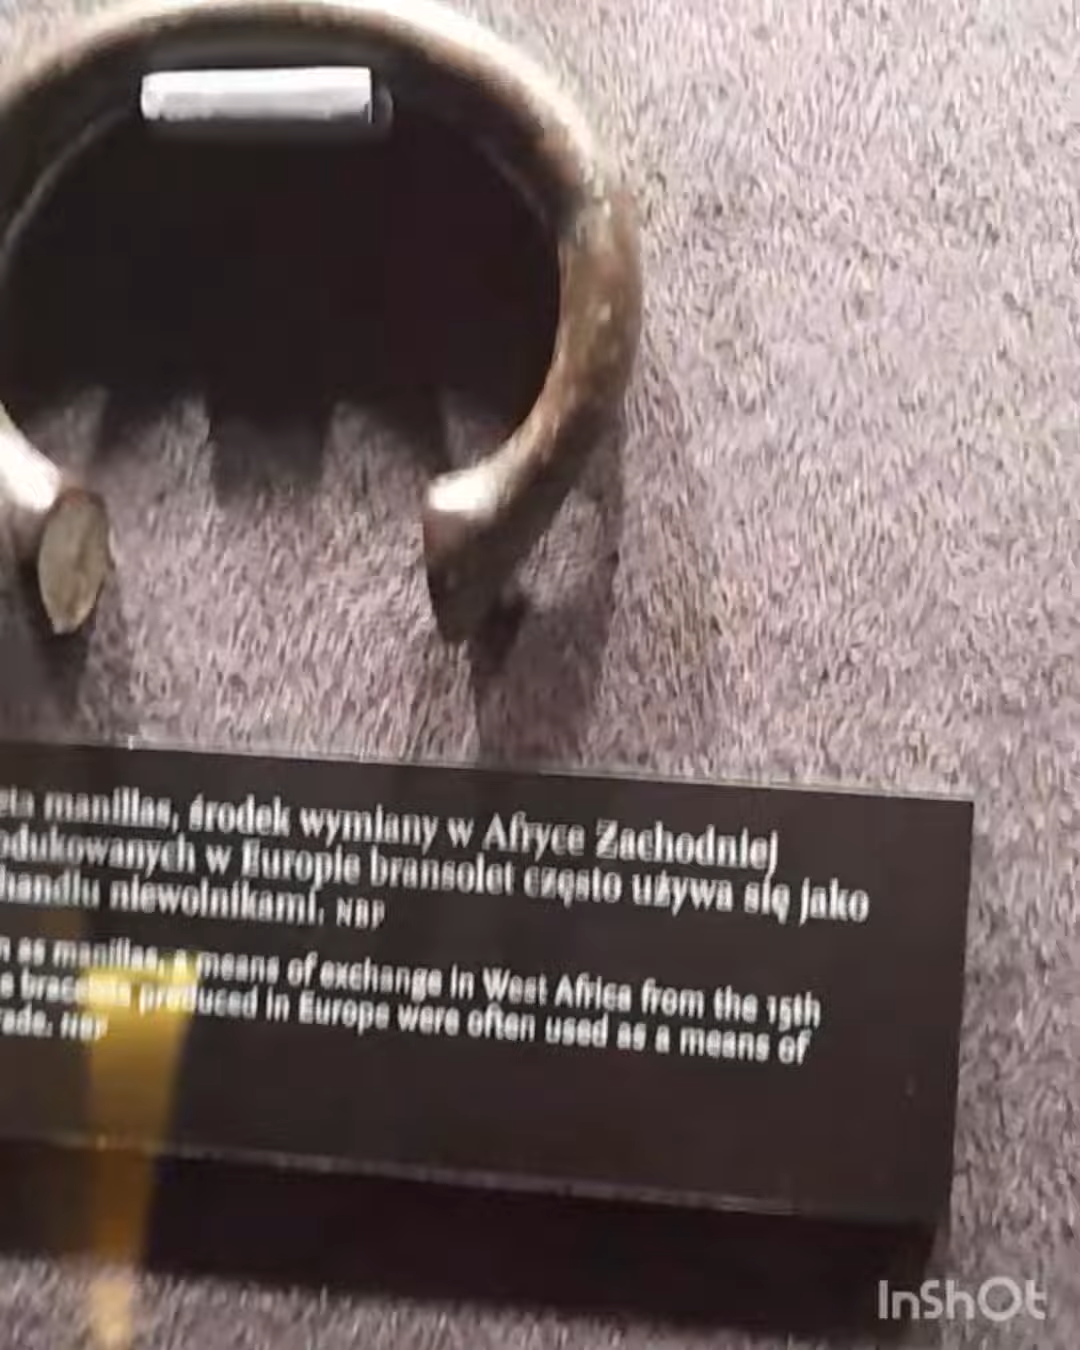 manillas, środek wymiany w Afryce Zachodniej
odukowanych w Europie bransolet często używa się jako
handlu niewolnikami. NBP
n as manillas, a means of exchange in West Africa from the 15th
e bracelets produced in Europe were often used as a means of
rade. NBP
InShOt